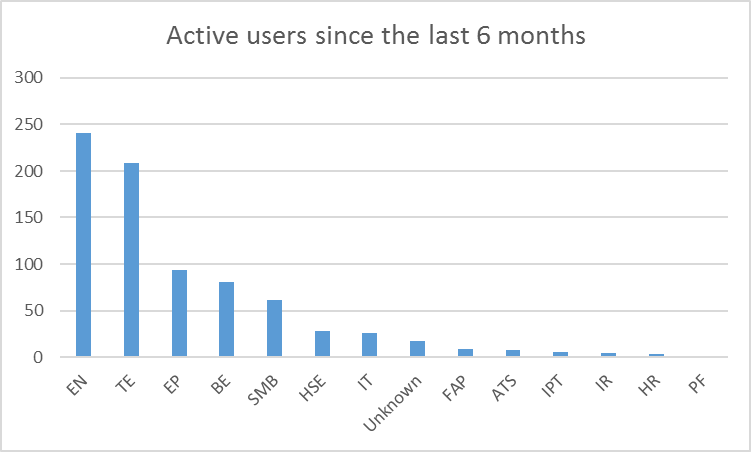 Active users since the last 6 months
300
250
200
150
100
50
0
EN
TE
EP
BE
SMB
HSE
IT
Unknown
FAP
ATS
IPT
IR
HR
PF